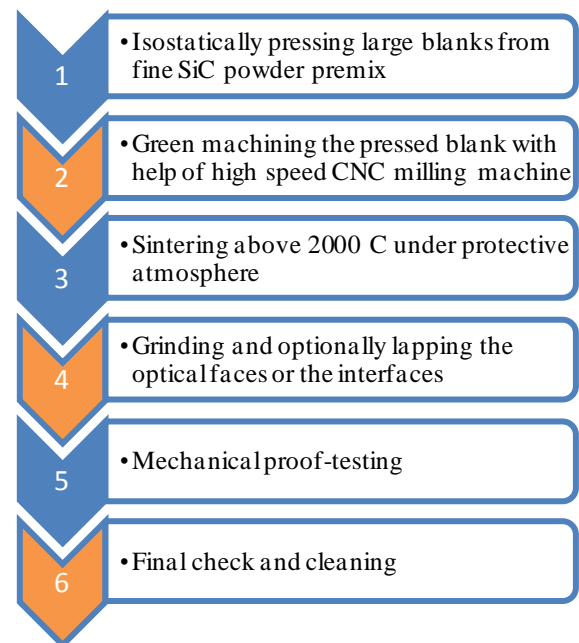 1
•Isostatically pressing large blanks from
fine SiC powder premix
2
•Green machining the pressed blank with
help of high speed CNC milling machine
3
•Sintering above 2000 C under protective
atmosphere
4
•Grinding and optionally lapping the
optical faces or the interfaces
5
•Mechanical proof-testing
6
•Final check and cleaning